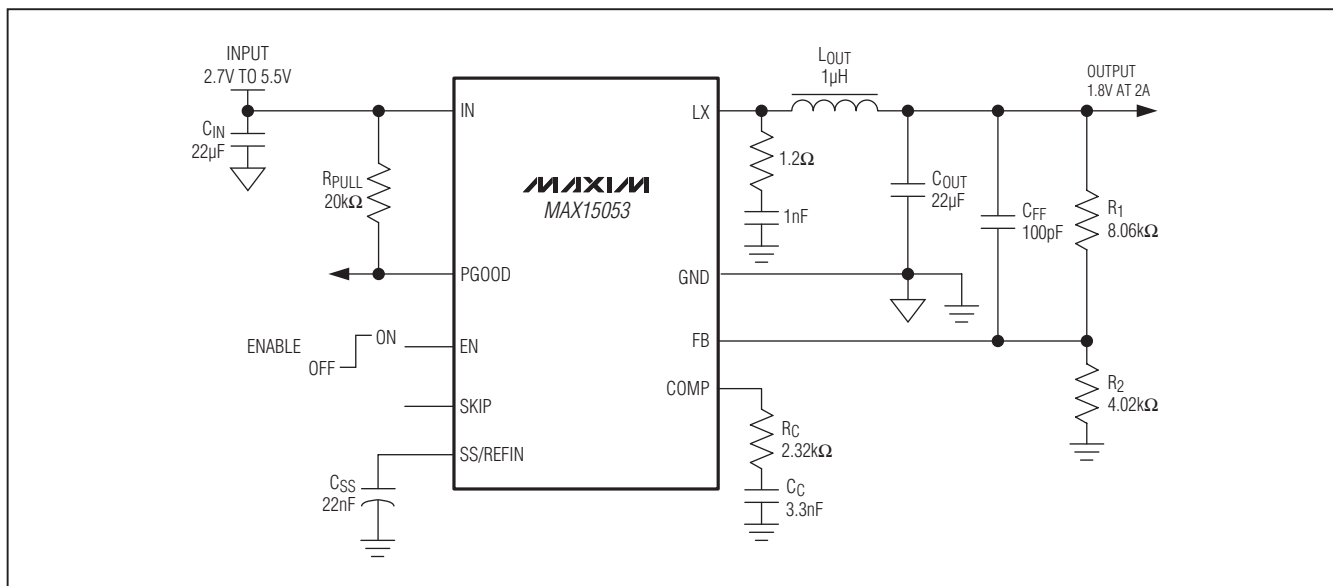 INPUT
2.7V TO 5.5V
CIN
22µF
RPULL
20kΩ
IN
PGOOD
ENABLE
OFF
ON
EN
SKIP
SS/REFIN
CSS
22nF
MAXIM
MAX15053
LX
GND
FB
COMP
LOUT
1µH
1.2Ω
1nF
COUT
22µF
CFF
100pF
OUTPUT
1.8V AT 2A
R1
8.06kΩ
R2
4.02kΩ
RC
2.32kΩ
CC
3.3nF